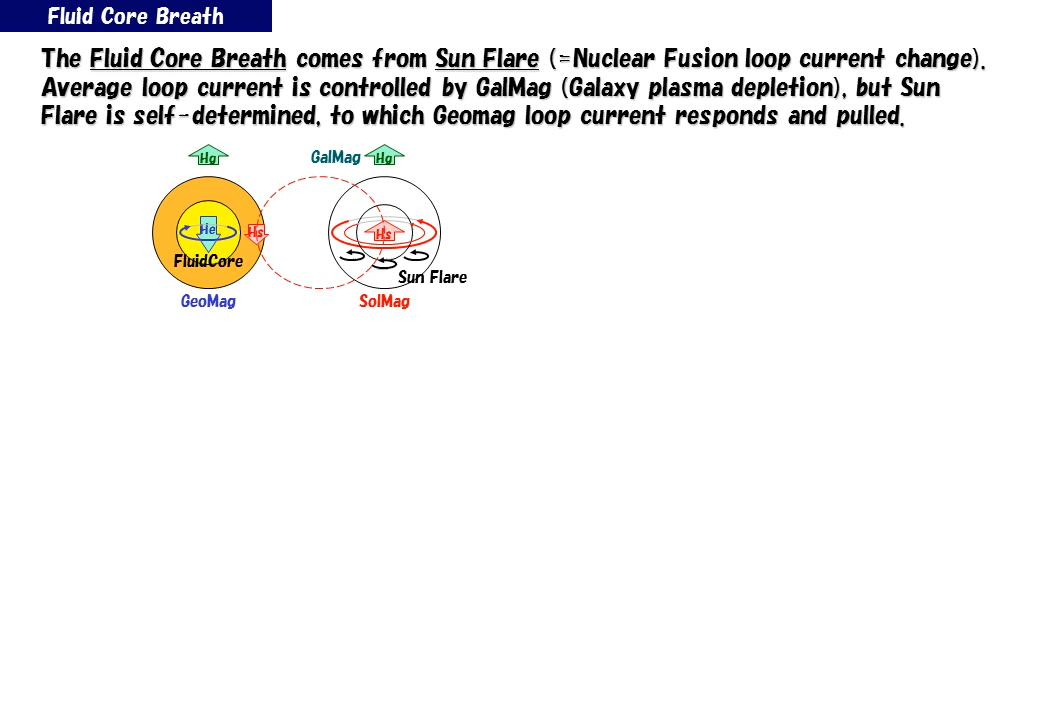 Fluid Core Breath
The Fluid Core Breath comes from Sun Flare (=Nuclear Fusion loop current change).
Average loop current is controlled by GalMag (Galaxy plasma depletion), but Sun
Flare is self-determined, to which Geomag loop current responds and pulled.
Hg
GalMag
Hg
He
Hs
Hs
FluidCore
Sun Flare
GeoMag
SolMag